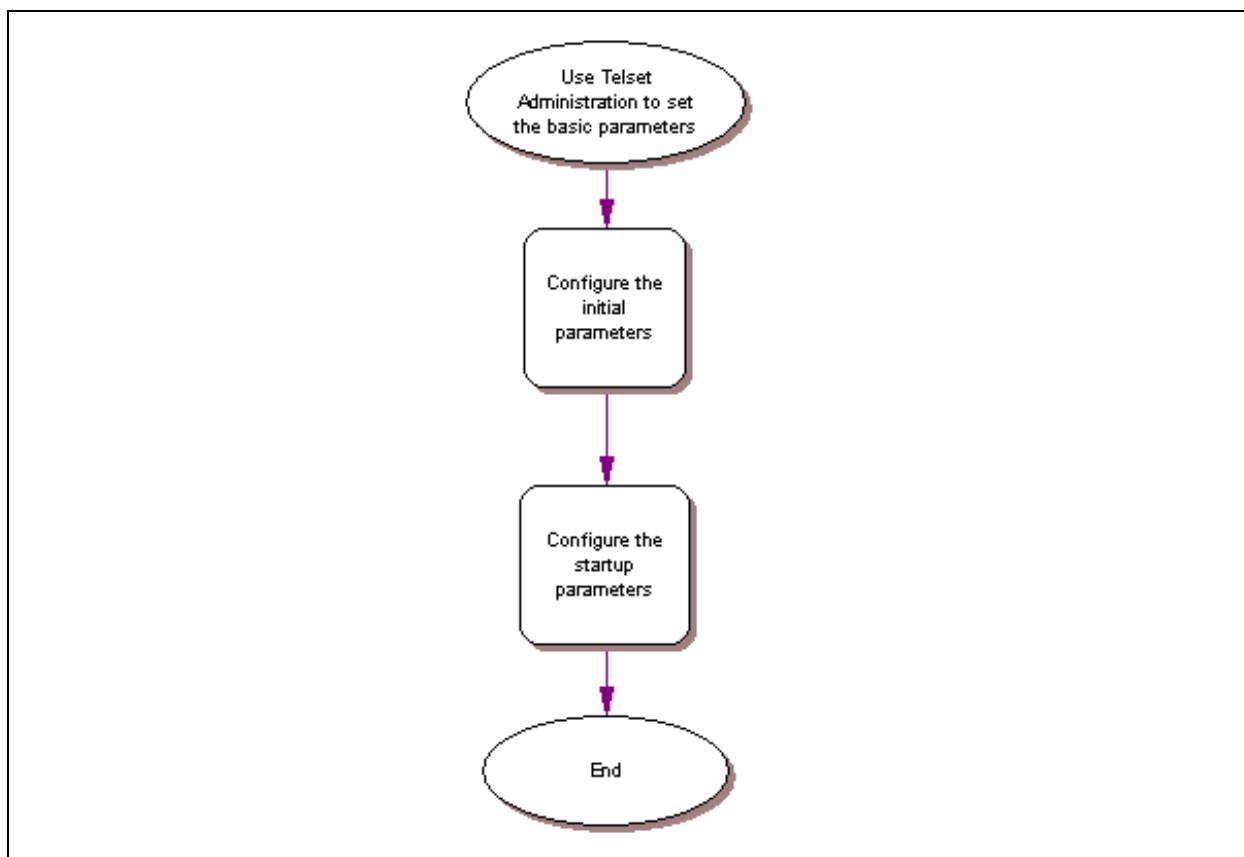 Use Telset
Administration to set
the basic parameters
Configure the
initial
parameters
Configure the
startup
parameters
End